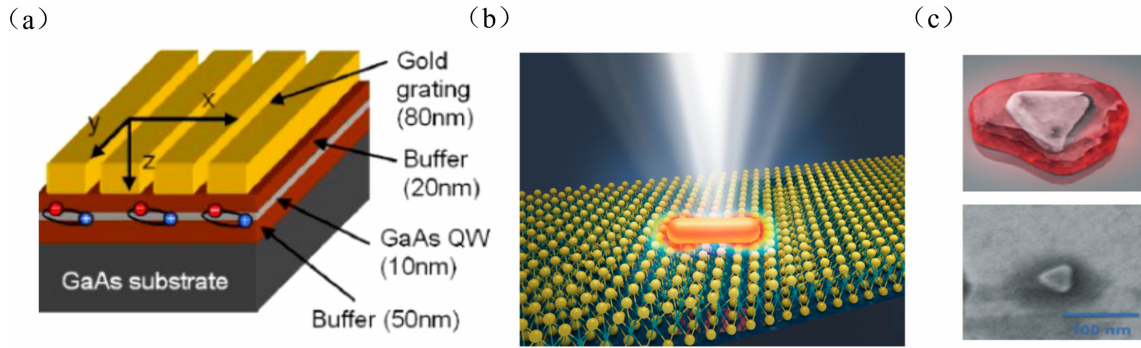 (a)
Gold
grating
(80nm)
x
y
z
Buffer
(20nm)
GaAs QW
(10nm)
GaAs substrate
Buffer (50nm)
(b)
(c)
100 nm